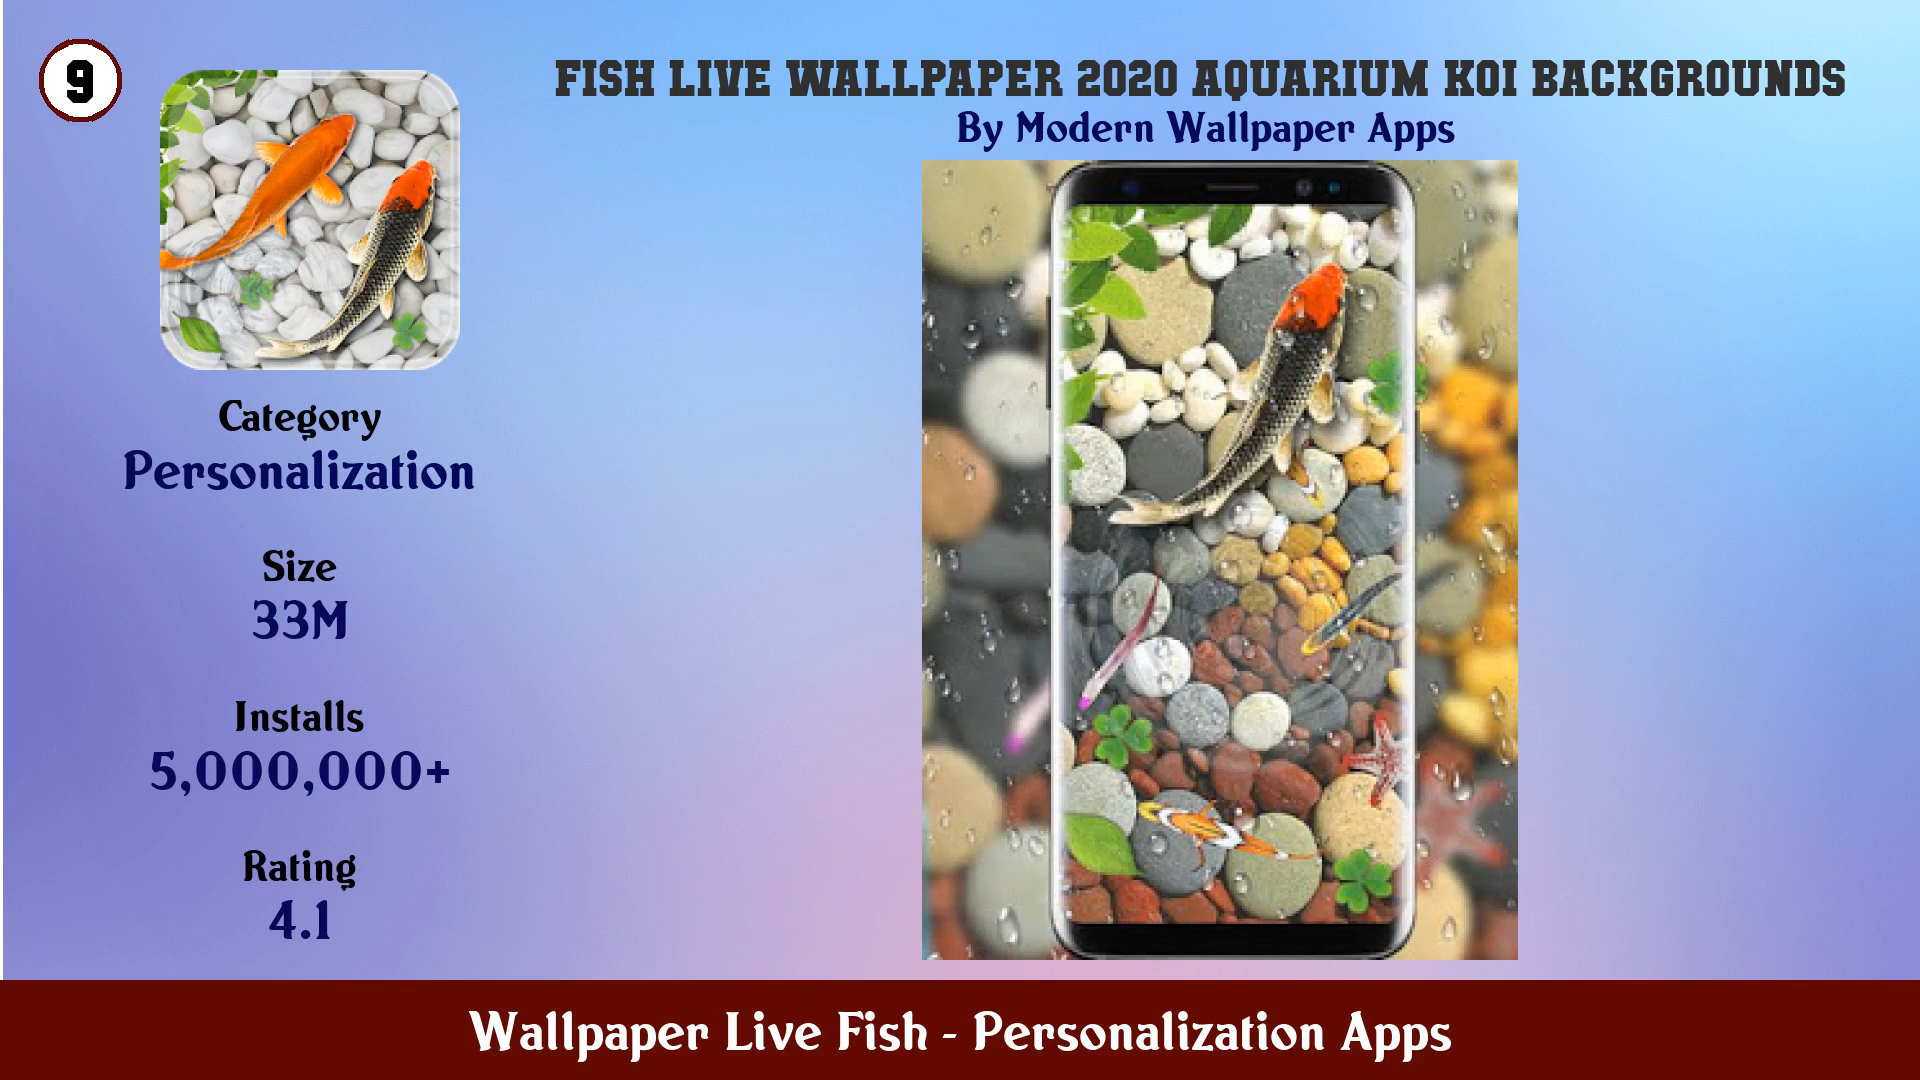 9
FISH LIVE WALLPAPER 2020 AQUARIUM KOI BACKGROUNDS
By Modern Wallpaper Apps
Category
Personalization
Size
33M
Installs
5,000,000+
Rating
4.1
Wallpaper Live Fish - Personalization Apps